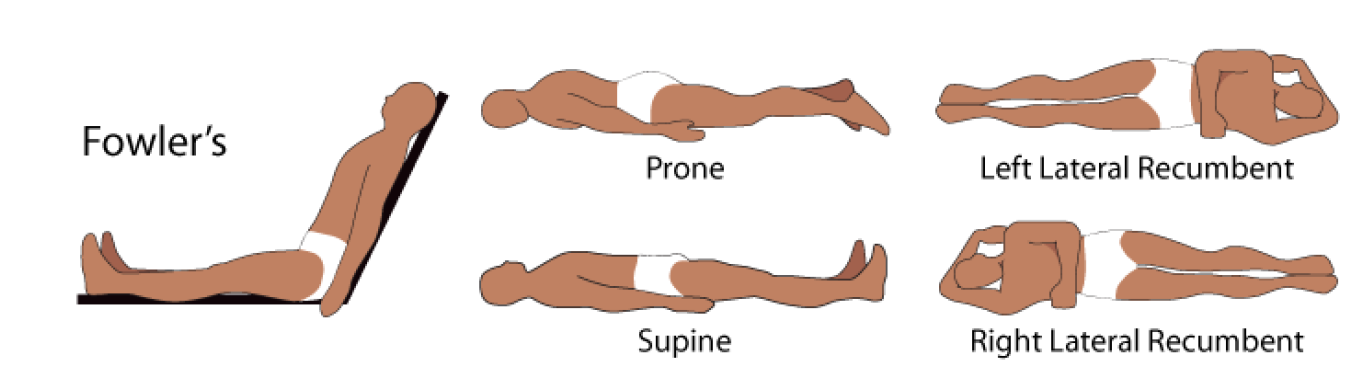 Fowler's
Prone
Left Lateral Recumbent
Supine
Right Lateral Recumbent